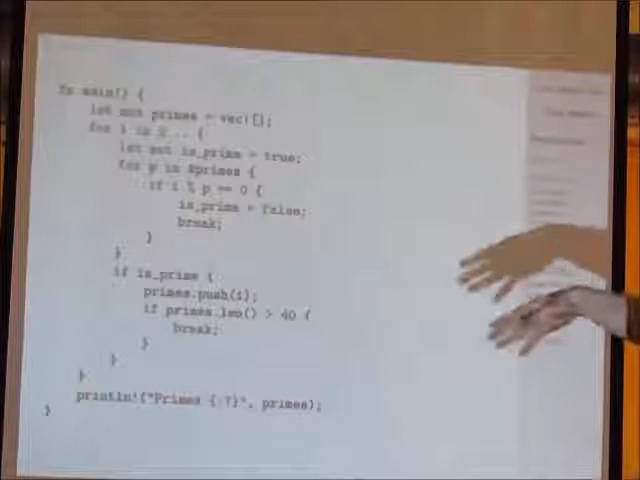 fn main() {
let mut primes = vec![];
for i in 2 .. {
let mut is_prime = true;
for p in &primes {
if i % p == 0 {
is_prime = false;
break;
}
}
if is_prime {
primes.push(i);
if primes.len() > 40 {
break;
}
}
}
println!("Primes {:?}", primes);
}